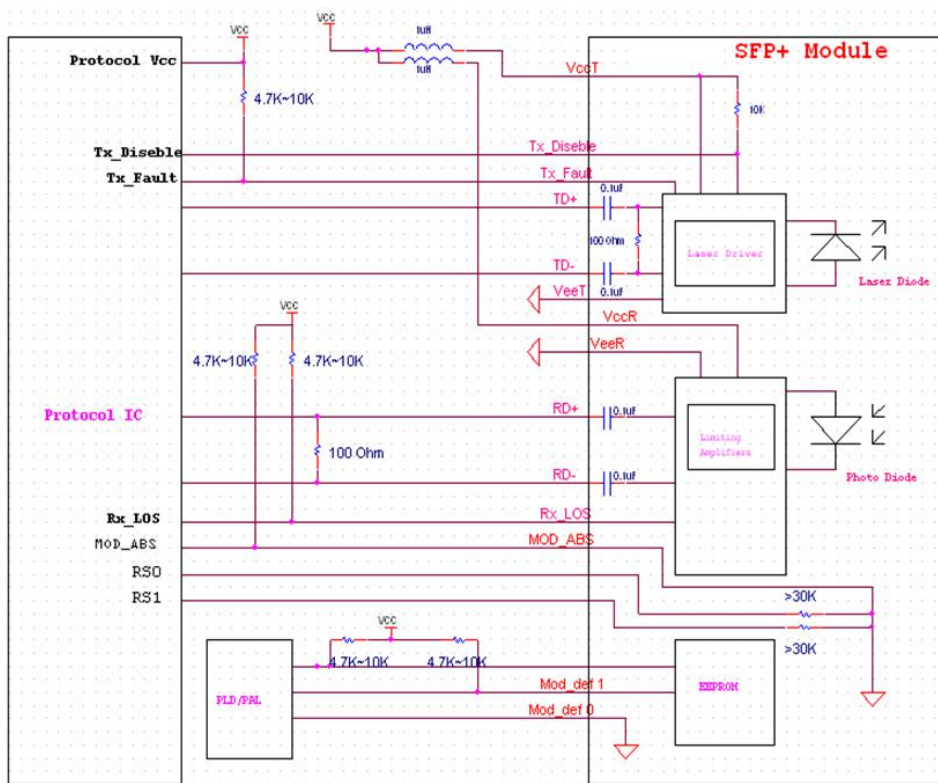 Vcc
Vcc
1uH
1uH
SFP+ Module
Protocol Vcc
VccT
4.7K~10K
10K
Tx_Diseble
Tx_Diseble
Tx_Fault
Tx_Fault
0.1uF
TD+
100 Ohm
Laser Driver
TD-
0.1uF
Laser Diode
VeeT
VccR
VCC
VeeR
4.7K~10K
4.7K~10K
Protocol IC
RD+
0.1uF
Limiting
Amplifiers
100 Ohm
RD-
0.1uF
Photo Diode
Rx_LOS
Rx_LOS
MOD_ABS
MOD_ABS
RS0
RS1
>30K
>30K
VCC
4.7K~10K
4.7K~10K
PLD/PAL
Mod_def 1
EEPROM
Mod_def 0